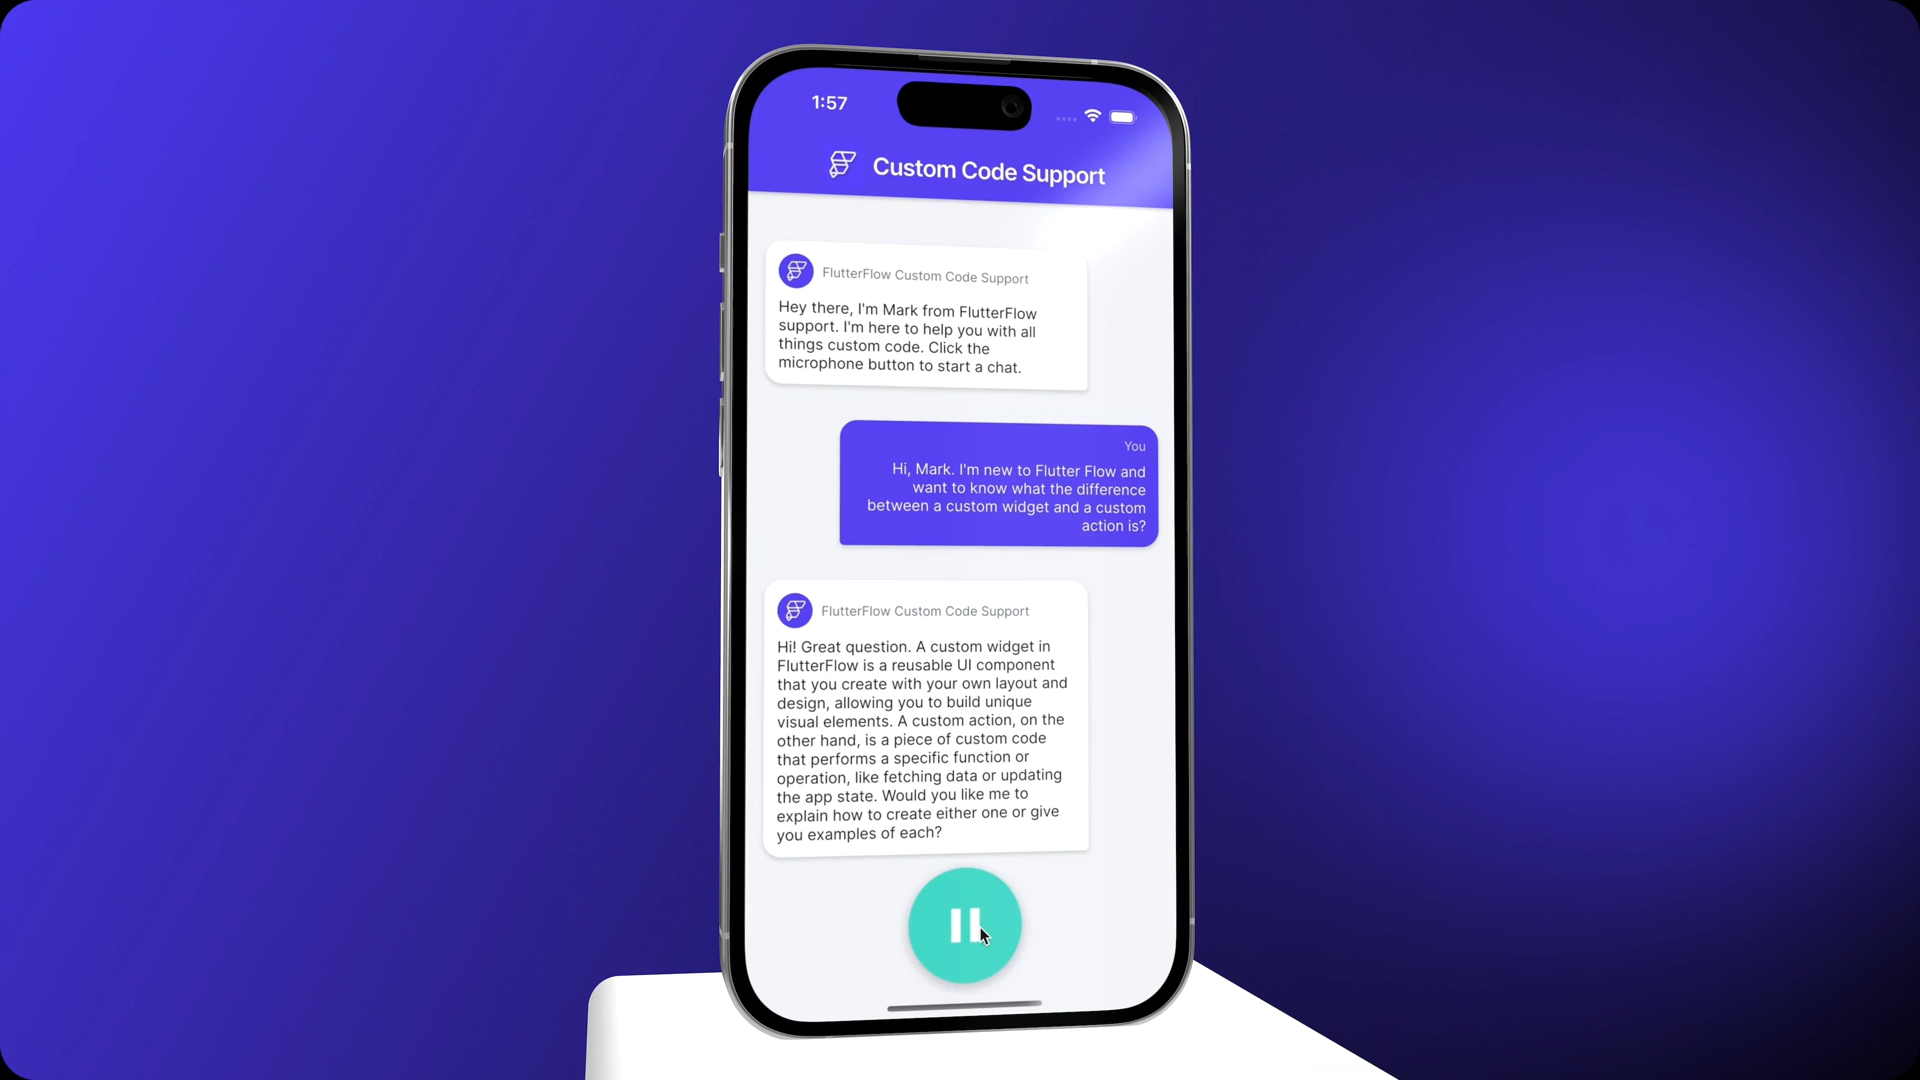 1:57
Custom Code Support
FlutterFlow Custom Code Support
Hey there, I'm Mark from FlutterFlow
support. I'm here to help you with all
things custom code. Click the
microphone button to start a chat.
You
Hi, Mark. I'm new to Flutter Flow and
want to know what the difference
between a custom widget and a custom
action is?
FlutterFlow Custom Code Support
Hi! Great question. A custom widget in
FlutterFlow is a reusable UI component
that you create with your own layout and
design, allowing you to build unique
visual elements. A custom action, on the
other hand, is a piece of custom code
that performs a specific function or
operation, like fetching data or updating
the app state. Would you like me to
explain how to create either one or give
you examples of each?